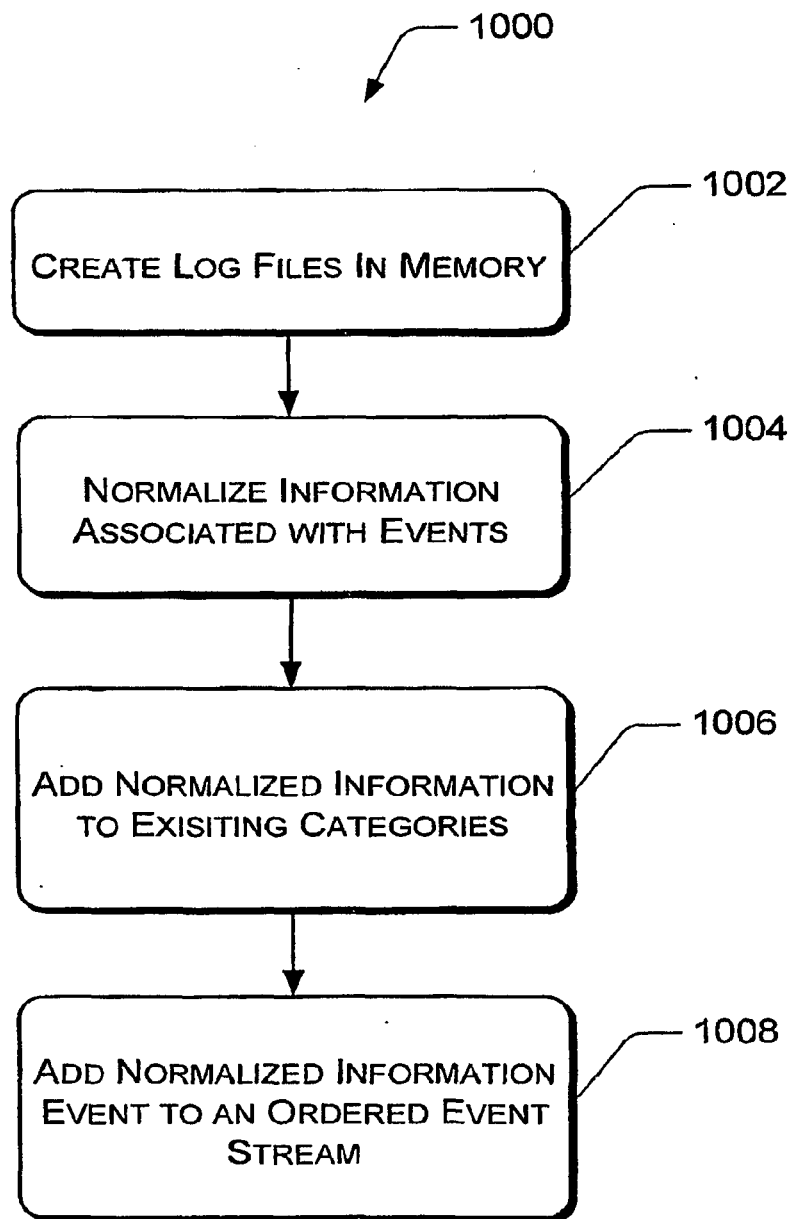 1000
1002
CREATE LOG FILES IN MEMORY
1004
NORMALIZE INFORMATION
ASSOCIATED WITH EVENTS
1006
ADD NORMALIZED INFORMATION
TO EXISITING CATEGORIES
1008
ADD NORMALIZED INFORMATION
EVENT TO AN ORDERED EVENT
STREAM